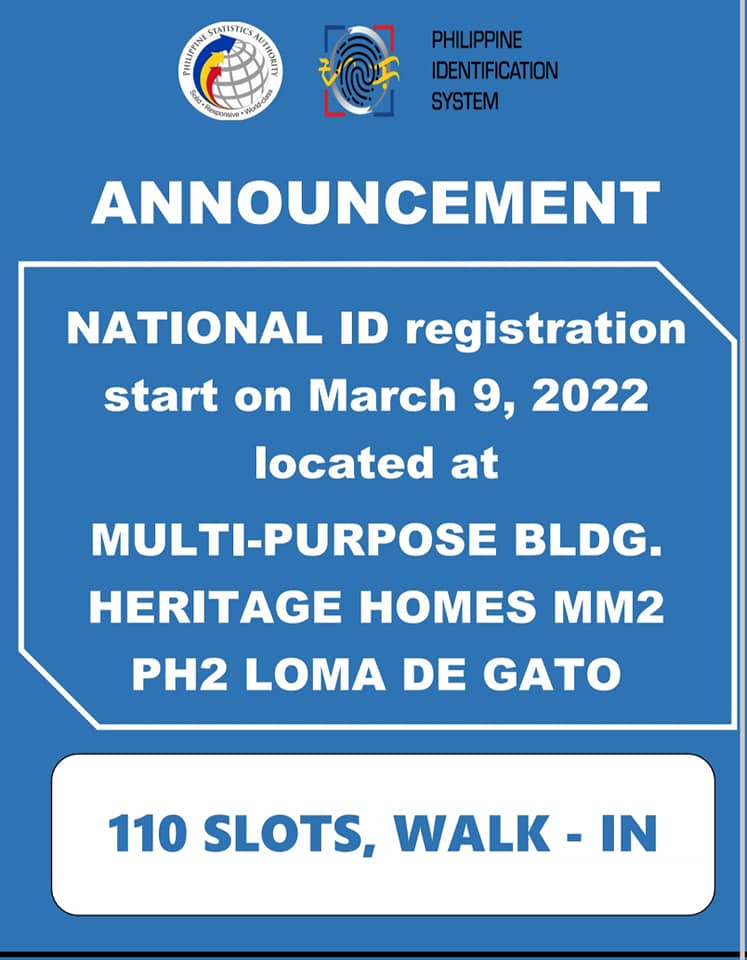 PHILIPPINE STATISTICS AUTHORITY
Solid • Responsive • World-class
PHILIPPINE
IDENTIFICATION
SYSTEM
ANNOUNCEMENT
NATIONAL ID registration
start on March 9, 2022
located at
MULTI-PURPOSE BLDG.
HERITAGE HOMES MM2
PH2 LOMA DE GATO
110 SLOTS, WALK - IN